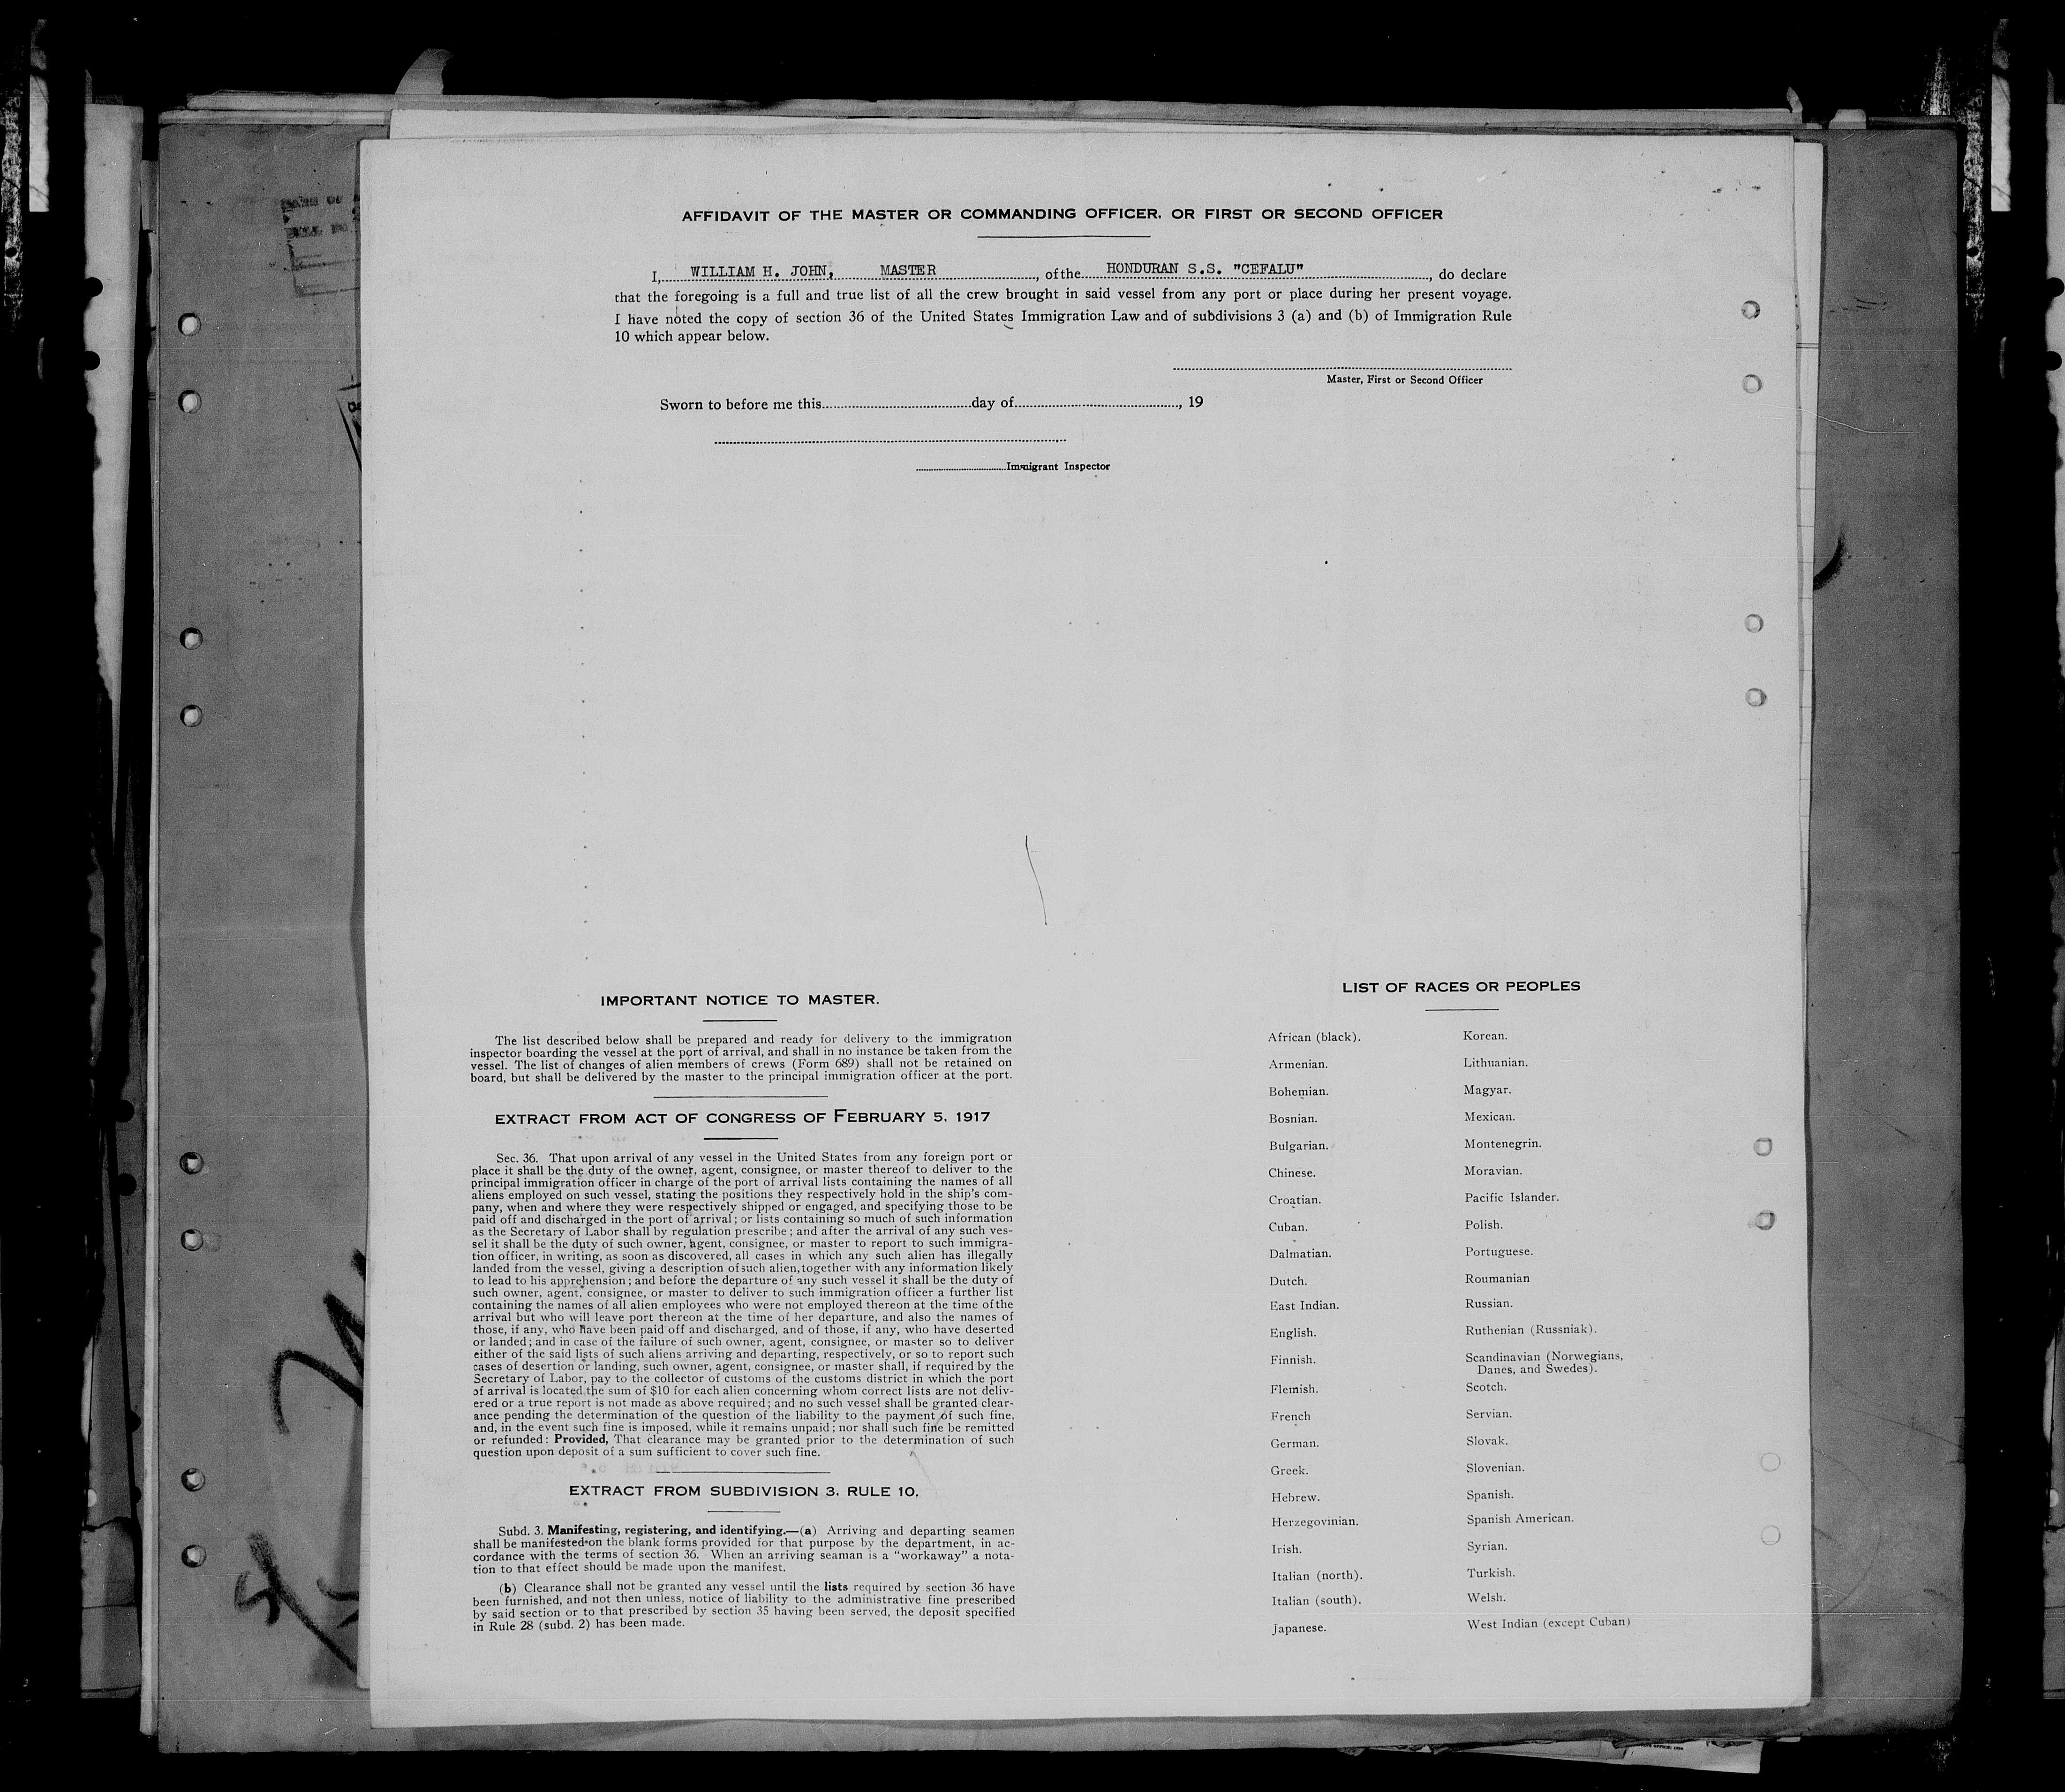 AFFIDAVIT OF THE MASTER OR COMMANDING OFFICER, OR FIRST OR SECOND OFFICER
I, WILLIAM H. JOHN, MASTER, of the HONDURAN S.S. "CEFALU", do declare
that the foregoing is a full and true list of all the crew brought in said vessel from any port or place during her present voyage.
I have noted the copy of section 36 of the United States Immigration Law and of subdivisions 3 (a) and (b) of Immigration Rule
10 which appear below.
Master, First or Second Officer
Sworn to before me this day of , 19
Immigrant Inspector
IMPORTANT NOTICE TO MASTER.
The list described below shall be prepared and ready for delivery to the immigration
inspector boarding the vessel at the port of arrival, and shall in no instance be taken from the
vessel. The list of changes of alien members of crews (Form 689) shall not be retained on
board, but shall be delivered by the master to the principal immigration officer at the port.
EXTRACT FROM ACT OF CONGRESS OF FEBRUARY 5, 1917
Sec. 36. That upon arrival of any vessel in the United States from any foreign port or
place it shall be the duty of the owner, agent, consignee, or master thereof to deliver to the
principal immigration officer in charge of the port of arrival lists containing the names of all
aliens employed on such vessel, stating the positions they respectively hold in the ship's com-
pany, when and where they were respectively shipped or engaged, and specifying those to be
paid off and discharged in the port of arrival; or lists containing so much of such information
as the Secretary of Labor shall by regulation prescribe; and after the arrival of any such ves-
sel it shall be the duty of such owner, agent, consignee, or master to report to such immigra-
tion officer, in writing, as soon as discovered, all cases in which any such alien has illegally
landed from the vessel, giving a description of such alien, together with any information likely
to lead to his apprehension; and before the departure of any such vessel it shall be the duty of
such owner, agent, consignee, or master to deliver to such immigration officer a further list
containing the names of all alien employees who were not employed thereon at the time of the
arrival but who will leave port thereon at the time of her departure, and also the names of
those, if any, who have been paid off and discharged, and of those, if any, who have deserted
or landed; and in case of the failure of such owner, agent, consignee, or master so to deliver
either of the said lists of such aliens arriving and departing, respectively, or so to report such
cases of desertion or landing, such owner, agent, consignee, or master shall, if required by the
Secretary of Labor, pay to the collector of customs of the customs district in which the port
of arrival is located the sum of $10 for each alien concerning whom correct lists are not deliv-
ered or a true report is not made as above required; and no such vessel shall be granted clear-
ance pending the determination of the question of the liability to the payment of such fine,
and, in the event such fine is imposed, while it remains unpaid; nor shall such fine be remitted
or refunded: Provided, That clearance may be granted prior to the determination of such
question upon deposit of a sum sufficient to cover such fine.
EXTRACT FROM SUBDIVISION 3, RULE 10.
Subd. 3. Manifesting, registering, and identifying.—(a) Arriving and departing seamen
shall be manifested on the blank forms provided for that purpose by the department, in ac-
cordance with the terms of section 36. When an arriving seaman is a "workaway" a nota-
tion to that effect should be made upon the manifest.
(b) Clearance shall not be granted any vessel until the lists required by section 36 have
been furnished, and not then unless, notice of liability to the administrative fine prescribed
by said section or to that prescribed by section 35 having been served, the deposit specified
in Rule 28 (subd. 2) has been made.
LIST OF RACES OR PEOPLES
African (black).
Armenian.
Bohemian.
Bosnian.
Bulgarian.
Chinese.
Croatian.
Cuban.
Dalmatian.
Dutch.
East Indian.
English.
Finnish.
Flemish.
French
German.
Greek.
Hebrew.
Herzegovinian.
Irish.
Italian (north).
Italian (south).
Japanese.
Korean.
Lithuanian.
Magyar.
Mexican.
Montenegrin.
Moravian.
Pacific Islander.
Polish.
Portuguese.
Roumanian
Russian.
Ruthenian (Russniak).
Scandinavian (Norwegians,
Danes, and Swedes).
Scotch.
Servian.
Slovak.
Slovenian.
Spanish.
Spanish American.
Syrian.
Turkish.
Welsh.
West Indian (except Cuban)